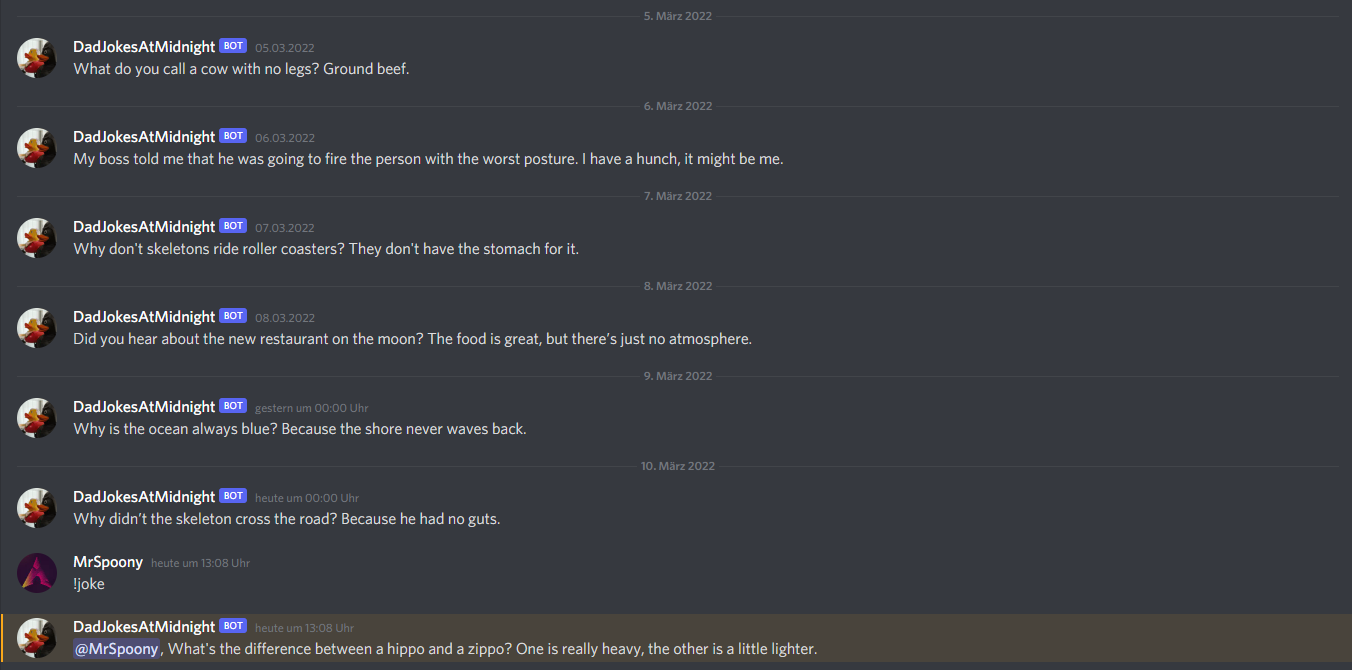 5. März 2022
DadJokesAtMidnight BOT 05.03.2022
What do you call a cow with no legs? Ground beef.
6. März 2022
DadJokesAtMidnight BOT 06.03.2022
My boss told me that he was going to fire the person with the worst posture. I have a hunch, it might be me.
7. März 2022
DadJokesAtMidnight BOT 07.03.2022
Why don't skeletons ride roller coasters? They don't have the stomach for it.
8. März 2022
DadJokesAtMidnight BOT 08.03.2022
Did you hear about the new restaurant on the moon? The food is great, but there’s just no atmosphere.
9. März 2022
DadJokesAtMidnight BOT gestern um 00:00 Uhr
Why is the ocean always blue? Because the shore never waves back.
10. März 2022
DadJokesAtMidnight BOT heute um 00:00 Uhr
Why didn’t the skeleton cross the road? Because he had no guts.
MrSpoony heute um 13:08 Uhr
!joke
DadJokesAtMidnight BOT heute um 13:08 Uhr
@MrSpoony, What's the difference between a hippo and a zippo? One is really heavy, the other is a little lighter.